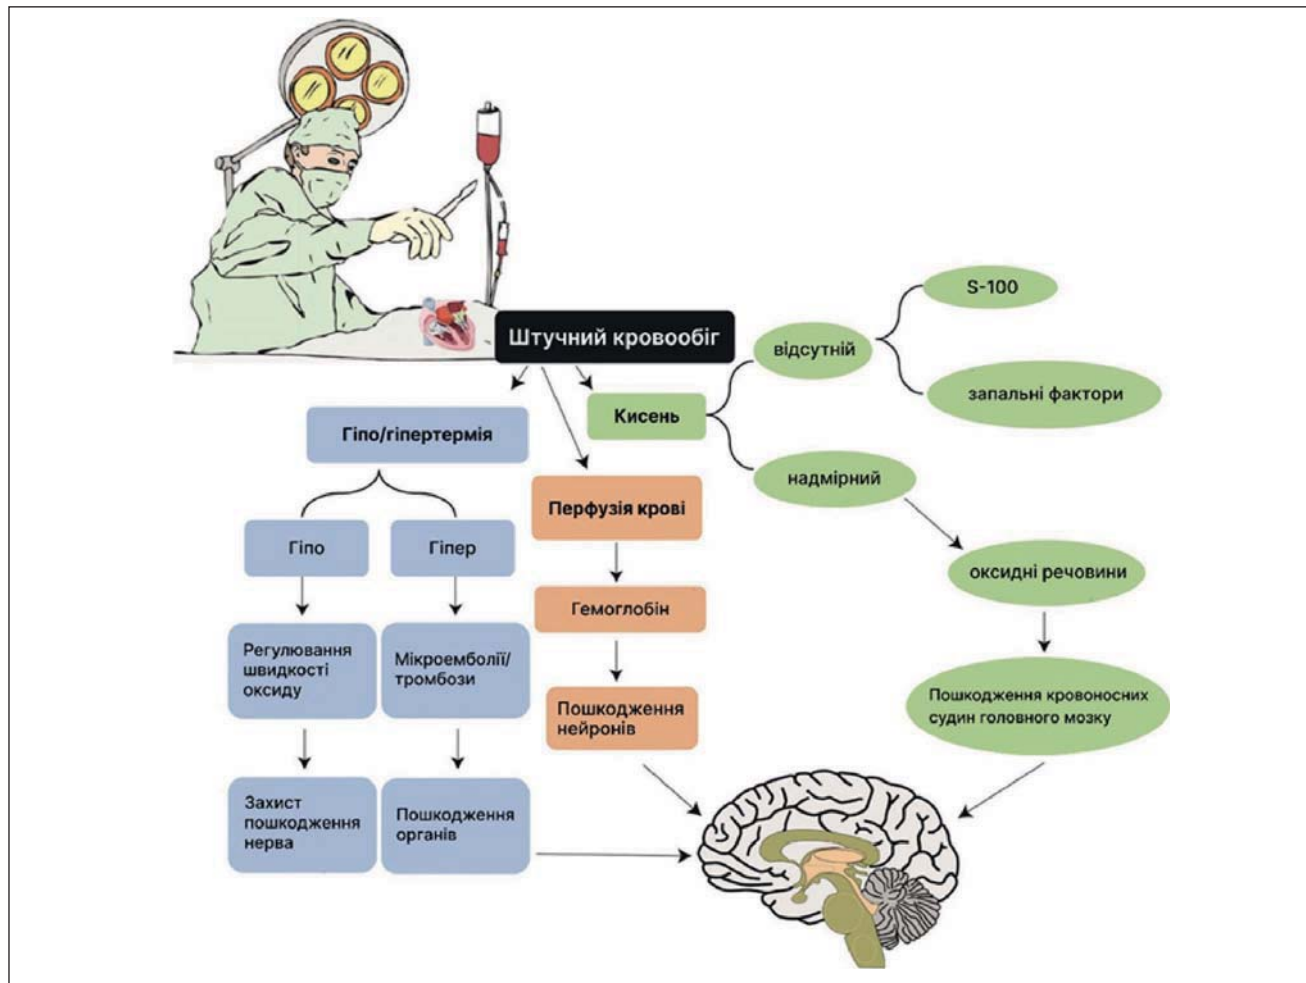 Штучний кровообіг
S-100
відсутній
запальні фактори
Кисень
надмірний
оксидні речовини
Пошкодження кровоносних
судин головного мозку
Гіпо/гіпертермія
Гіпо
Гіпер
Регулювання
швидкості
оксиду
Мікроемболії/
тромбози
Захист
пошкодження
нерва
Пошкодження
органів
Перфузія крові
Гемоглобін
Пошкодження
нейронів